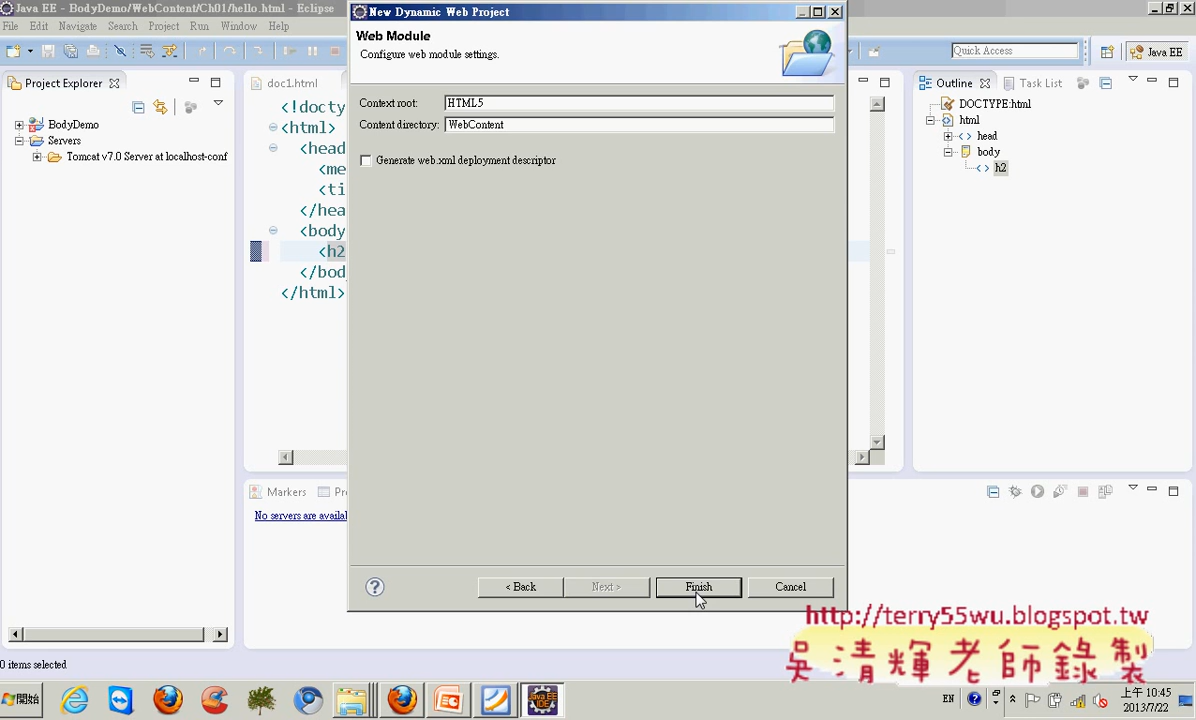 Java EE - BodyDemo/WebContent/Ch01/hello.html - Eclipse
File Edit Navigate Search Project Run Window Help
Quick Access
Java EE
Project Explorer
BodyDemo
Servers
Tomcat v7.0 Server at localhost-conf
doc1.html
<!docty
<html>
<head
<me
<ti
</hea
<body
<h2
</bod
</html>
New Dynamic Web Project
Web Module
Configure web module settings.
Context root: HTML5
Content directory: WebContent
Generate web.xml deployment descriptor
? < Back Next > Finish Cancel
Outline Task List
DOCTYPE:html
html
head
body
h2
Markers Pr
No servers are availal
0 items selected
http://terry55wu.blogspot.tw
吳清輝老師錄製
開始
EN
上午 10:45
2013/7/22